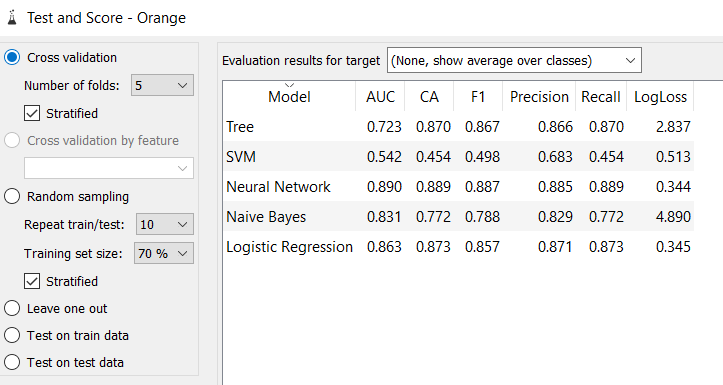 Test and Score - Orange
Cross validation
Number of folds: 5
Stratified
Cross validation by feature
Random sampling
Repeat train/test: 10
Training set size: 70 %
Stratified
Leave one out
Test on train data
Test on test data
Evaluation results for target (None, show average over classes)
Model AUC CA F1 Precision Recall LogLoss
Tree 0.723 0.870 0.867 0.866 0.870 2.837
SVM 0.542 0.454 0.498 0.683 0.454 0.513
Neural Network 0.890 0.889 0.887 0.885 0.889 0.344
Naive Bayes 0.831 0.772 0.788 0.829 0.772 4.890
Logistic Regression 0.863 0.873 0.857 0.871 0.873 0.345